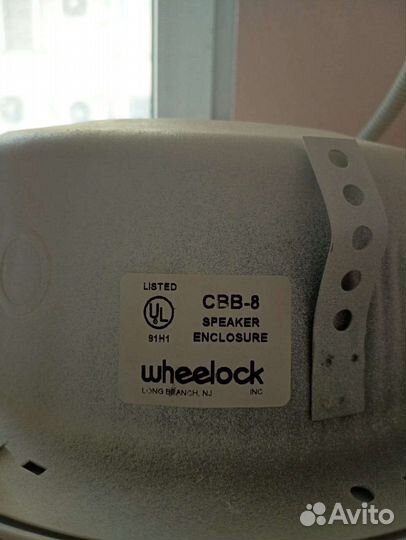 LISTED
UL
91H1
CBB-8
SPEAKER
ENCLOSURE
wheelock
LONG BRANCH, NJ INC
Avito